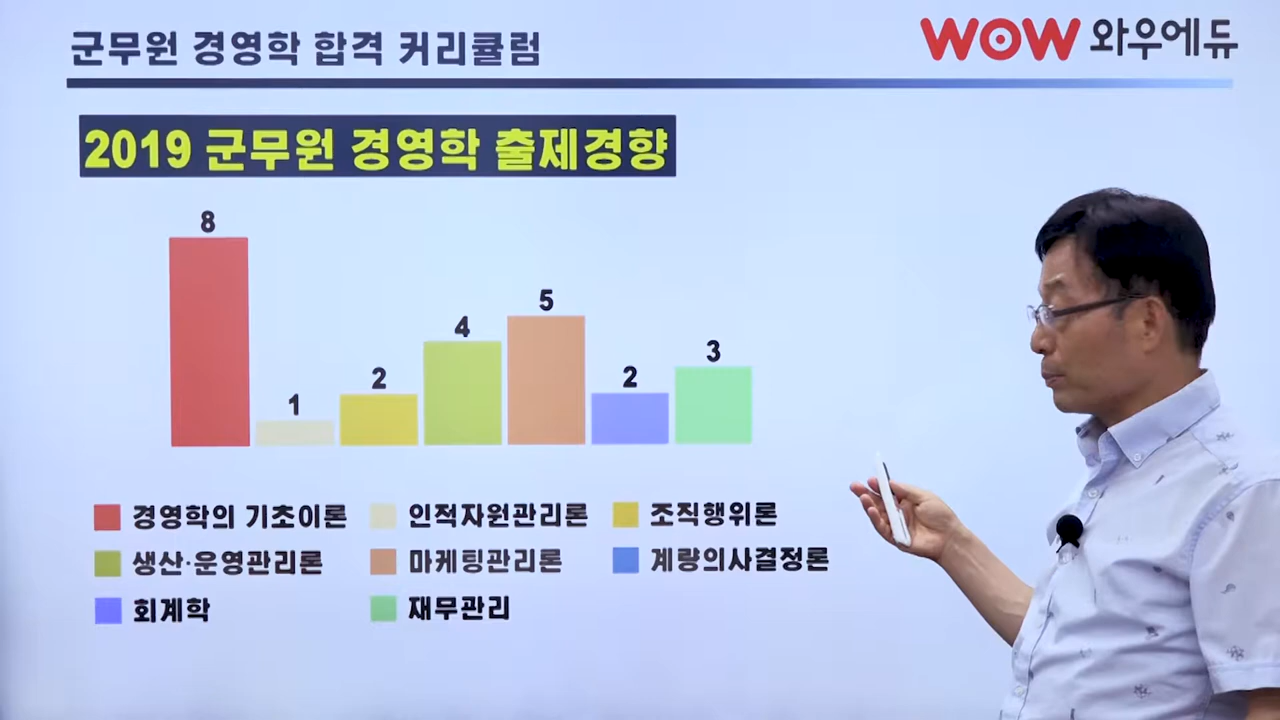 군무원 경영학 합격 커리큘럼
WOW 와우에듀
2019 군무원 경영학 출제경향
8
1
2
4
5
2
3
경영학의 기초이론
인적자원관리론
조직행위론
생산·운영관리론
마케팅관리론
계량의사결정론
회계학
재무관리